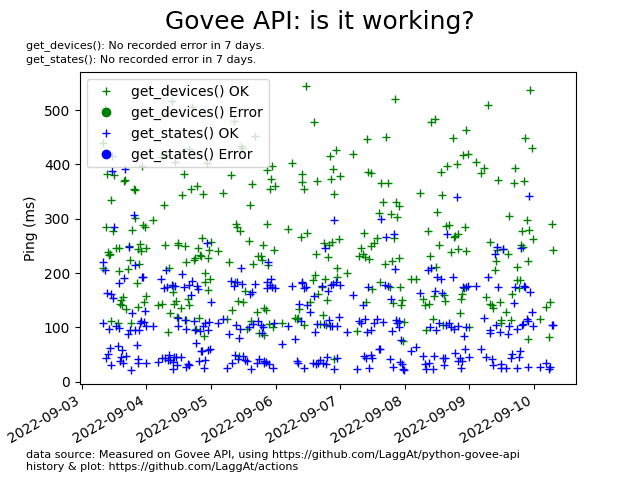 Govee API: is it working?
get_devices(): No recorded error in 7 days.
get_states(): No recorded error in 7 days.
get_devices() OK
get_devices() Error
get_states() OK
get_states() Error
Ping (ms)
500
400
300
200
100
0
2022-09-03
2022-09-04
2022-09-05
2022-09-06
2022-09-07
2022-09-08
2022-09-09
2022-09-10
data source: Measured on Govee API, using https://github.com/LaggAt/python-govee-api
history & plot: https://github.com/LaggAt/actions